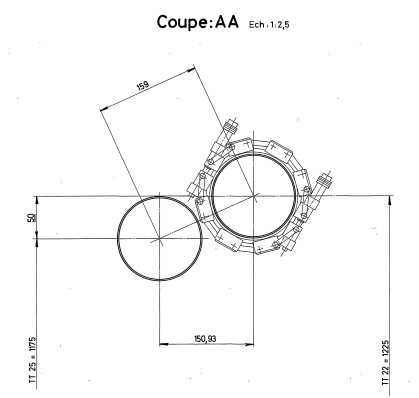 Coupe:AA Ech. 1:2,5
159
50
150,93
TT 25 = 1175
TT 22 = 1225